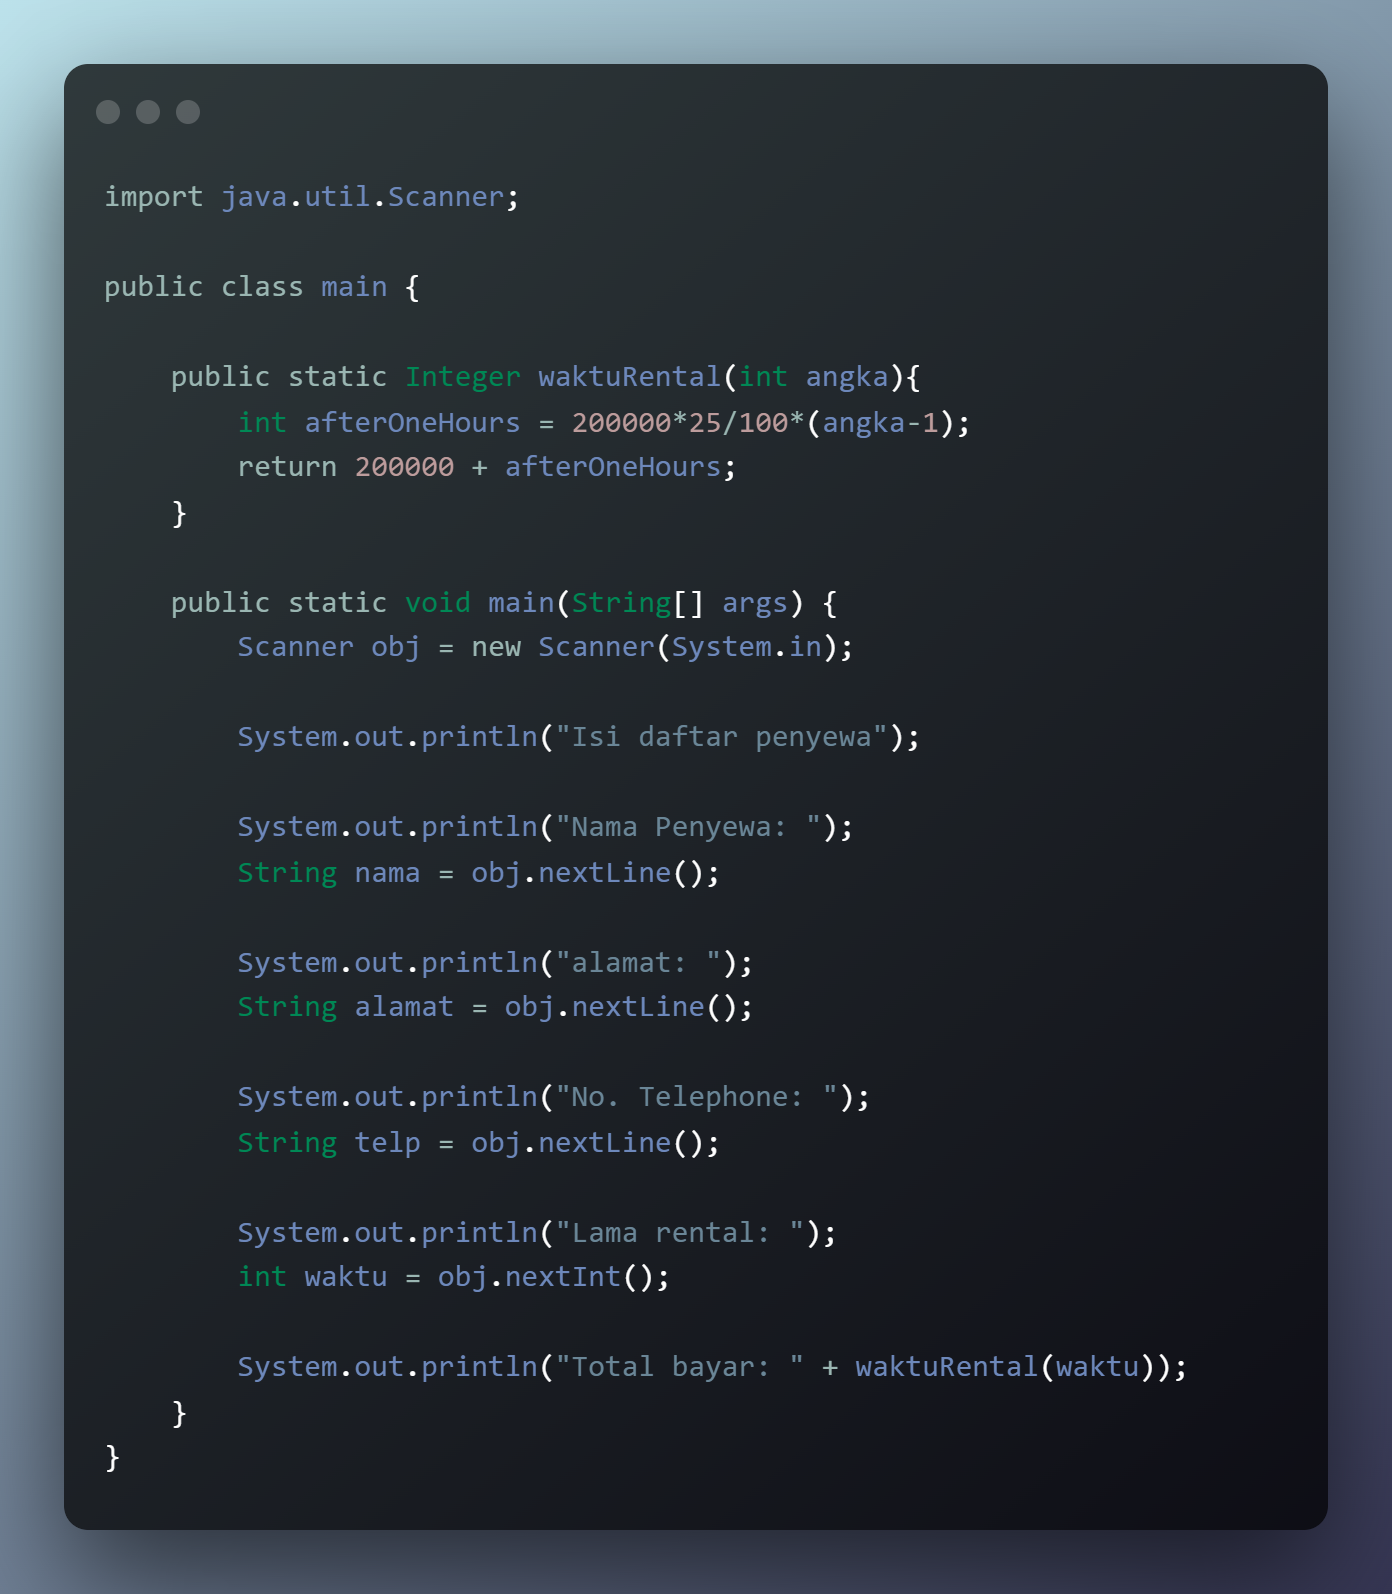 import java.util.Scanner;
public class main {
    public static Integer waktuRental(int angka){
        int afterOneHours = 200000*25/100*(angka-1);
        return 200000 + afterOneHours;
    }
    public static void main(String[] args) {
        Scanner obj = new Scanner(System.in);
        System.out.println("Isi daftar penyewa");
        System.out.println("Nama Penyewa: ");
        String nama = obj.nextLine();
        System.out.println("alamat: ");
        String alamat = obj.nextLine();
        System.out.println("No. Telephone: ");
        String telp = obj.nextLine();
        System.out.println("Lama rental: ");
        int waktu = obj.nextInt();
        System.out.println("Total bayar: " + waktuRental(waktu));
    }
}